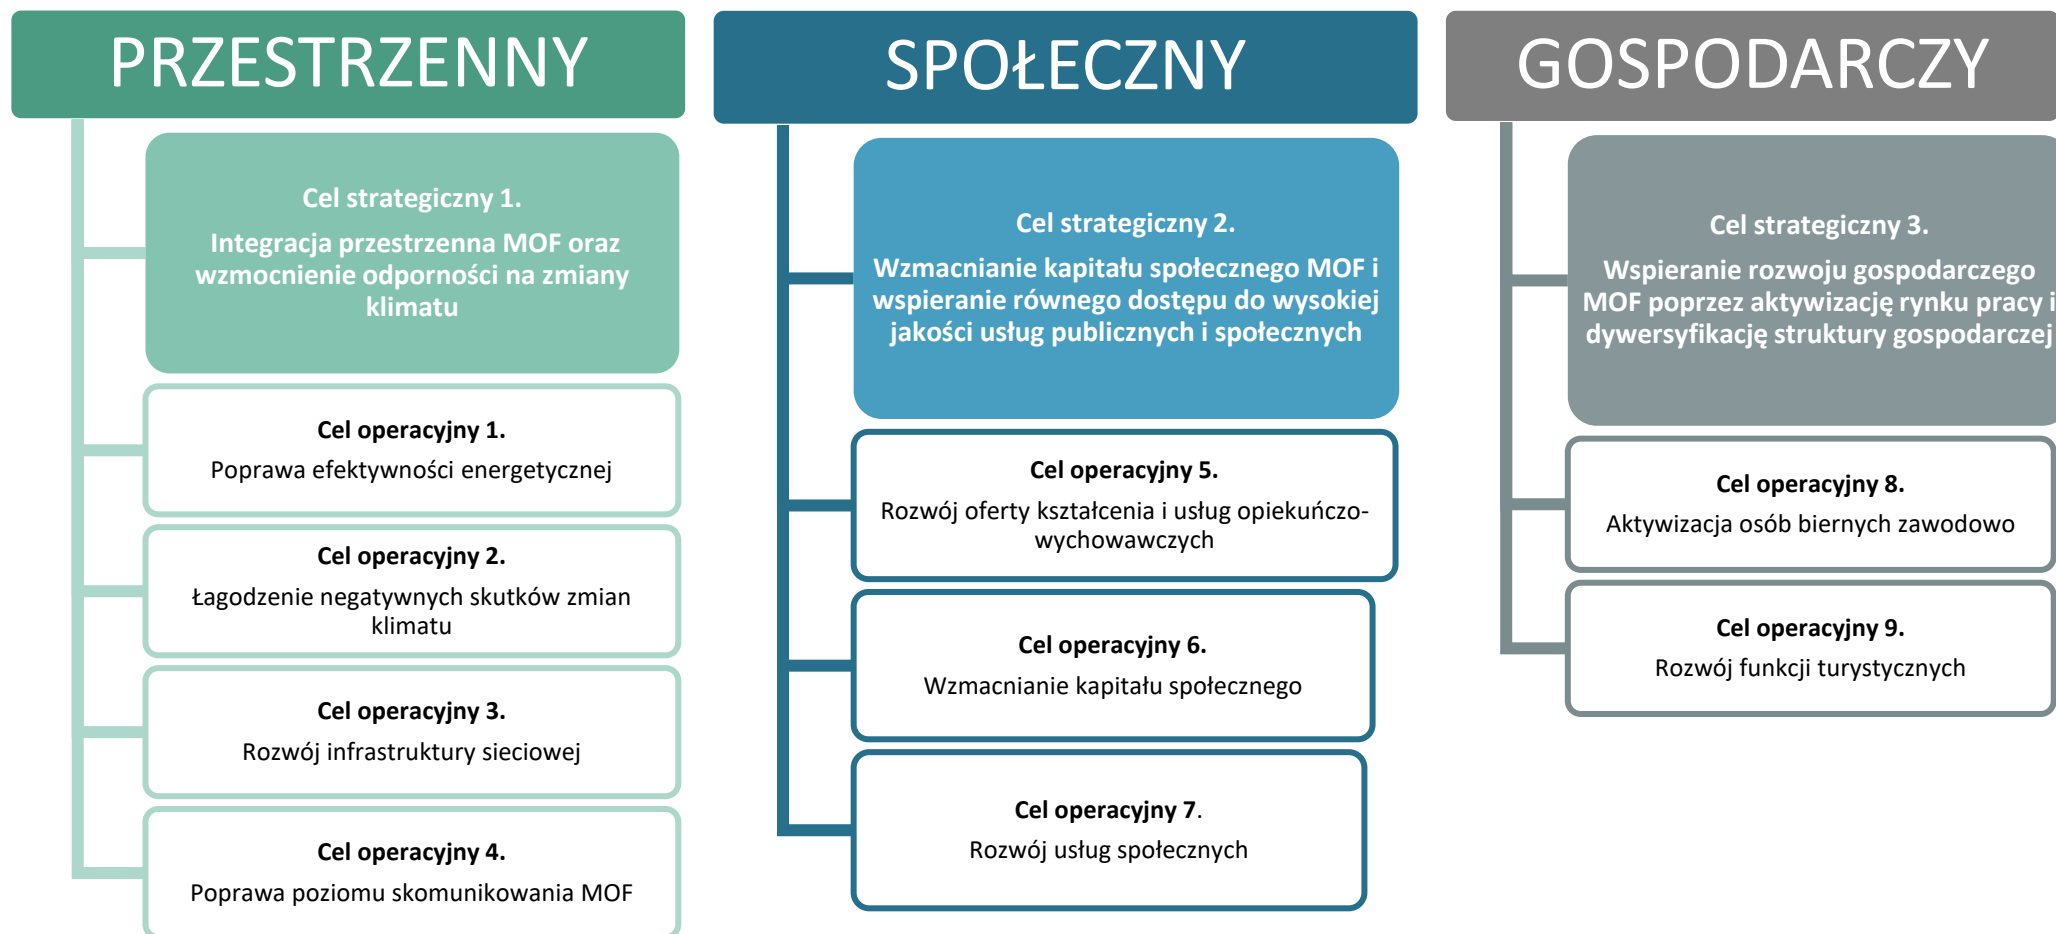 PRZESTRZENNY
Cel strategiczny 1.
Integracja przestrzenna MOF oraz
wzmocnienie odporności na zmiany
klimatu
Cel operacyjny 1.
Poprawa efektywności energetycznej
Cel operacyjny 2.
Łagodzenie negatywnych skutków zmian
klimatu
Cel operacyjny 3.
Rozwój infrastruktury sieciowej
Cel operacyjny 4.
Poprawa poziomu skomunikowania MOF
SPOŁECZNY
Cel strategiczny 2.
Wzmacnianie kapitału społecznego MOF i
wspieranie równego dostępu do wysokiej
jakości usług publicznych i społecznych
Cel operacyjny 5.
Rozwój oferty kształcenia i usług opiekuńczo-
wychowawczych
Cel operacyjny 6.
Wzmacnianie kapitału społecznego
Cel operacyjny 7.
Rozwój usług społecznych
GOSPODARCZY
Cel strategiczny 3.
Wspieranie rozwoju gospodarczego
MOF poprzez aktywizację rynku pracy i
dywersyfikację struktury gospodarczej
Cel operacyjny 8.
Aktywizacja osób biernych zawodowo
Cel operacyjny 9.
Rozwój funkcji turystycznych